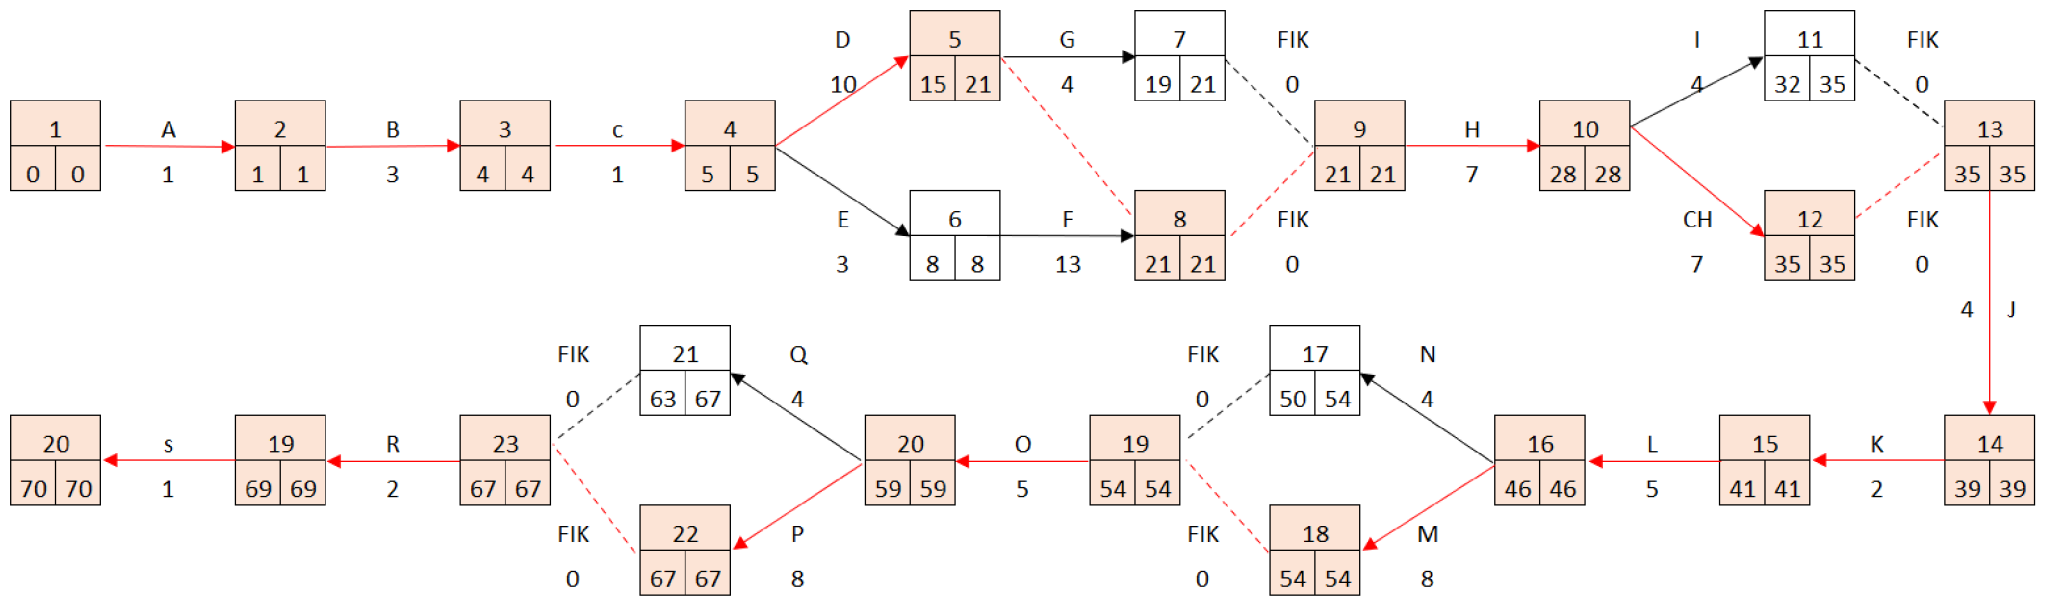 D 5 G 7 FIK I 11 FIK
10 15 21 4 19 21 0 4 32 35 0
1 A 2 B 3 c 4 9 H 10 13
0 0 1 1 1 3 4 4 1 5 5 21 21 7 28 28 35 35
E 6 F 8 FIK CH 12 FIK
3 8 8 13 21 21 0 7 35 35 0
4 J
FIK 21 Q FIK 17 N
0 63 67 4 0 50 54 4
20 s 19 R 23 20 O 19 16 L 15 K 14
70 70 1 69 69 2 67 67 59 59 5 54 54 46 46 5 41 41 2 39 39
FIK 22 P FIK 18 M
0 67 67 8 0 54 54 8